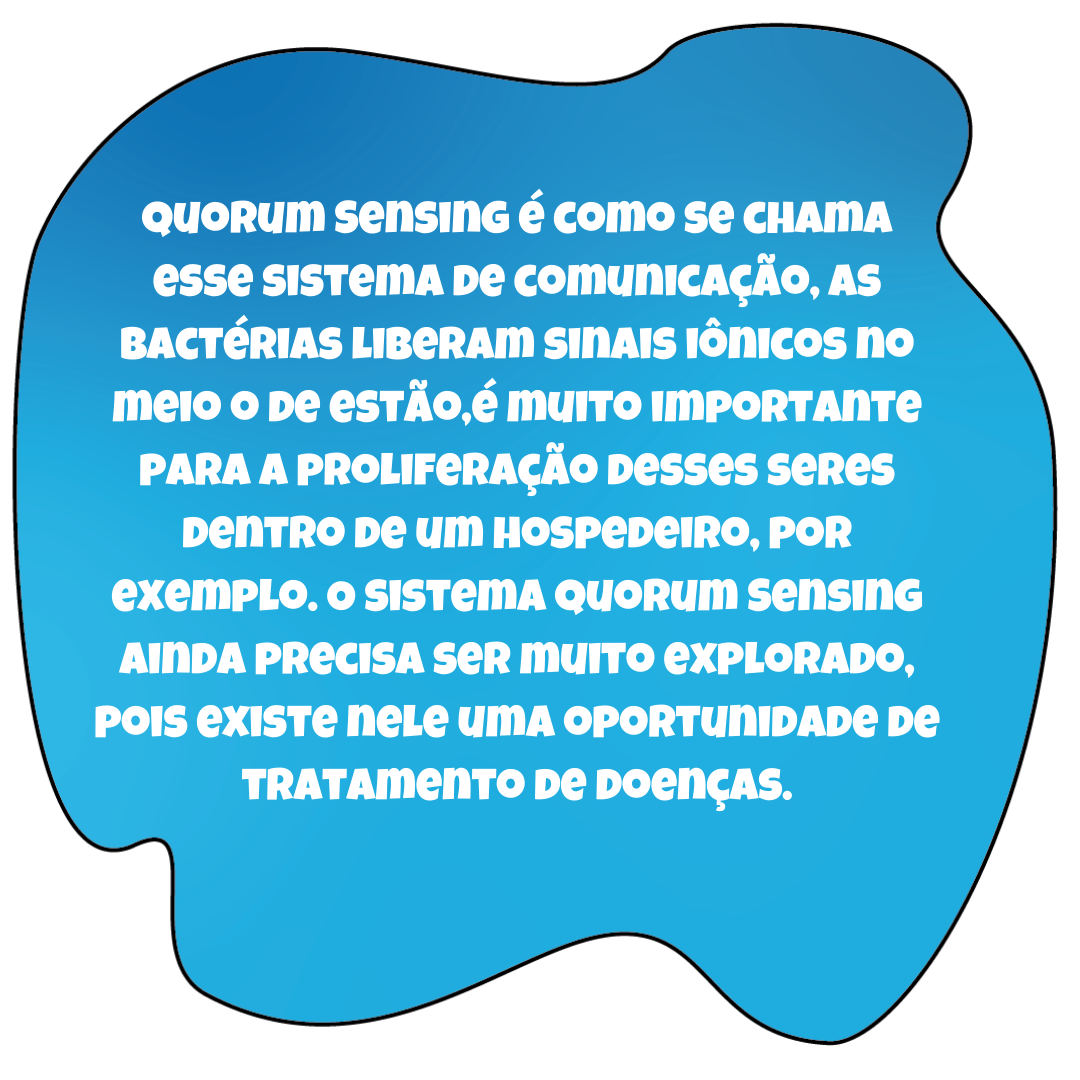 Quorum sensing é como se chama
esse sistema de comunicação, as
bactérias liberam sinais iônicos no
meio o de estão,é muito importante
para a proliferação desses seres
dentro de um hospedeiro, por
exemplo. O sistema quorum sensing
ainda precisa ser muito explorado,
pois existe nele uma oportunidade de
tratamento de doenças.